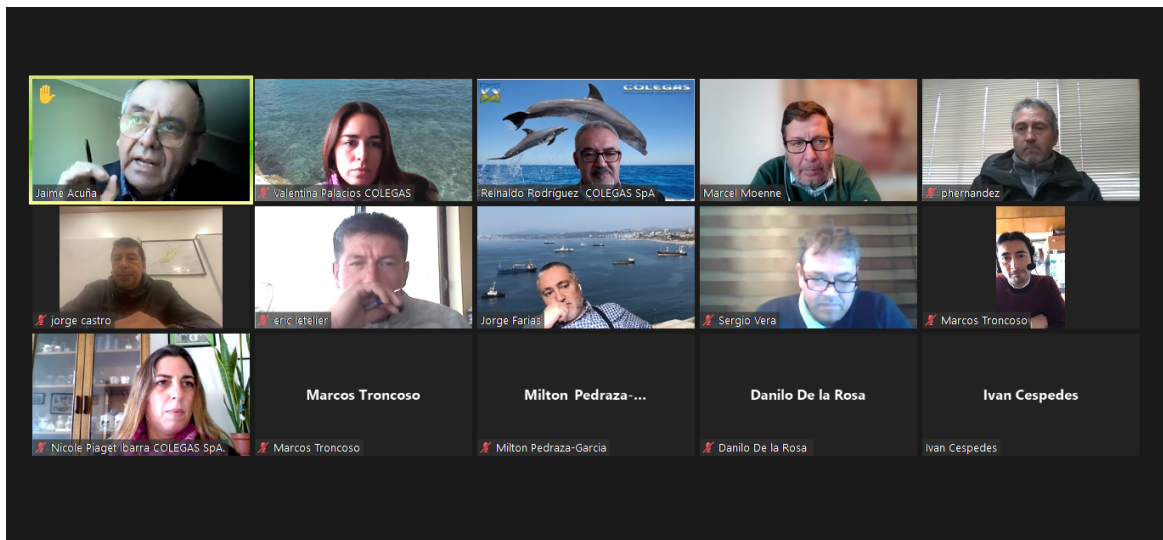 COLEGAS
Jaime Acuña
Valentina Palacios COLEGAS
Reinaldo Rodríguez COLEGAS SpA
Marcel Moenne
phernandez
jorge castro
eric letelier
Jorge Farias
Sergio Vera
Marcos Troncoso
Nicole Piaget Ibarra COLEGAS SpA.
Marcos Troncoso
Marcos Troncoso
Milton Pedraza-...
Milton Pedraza-Garcia
Danilo De la Rosa
Danilo De la Rosa
Ivan Cespedes
Ivan Cespedes